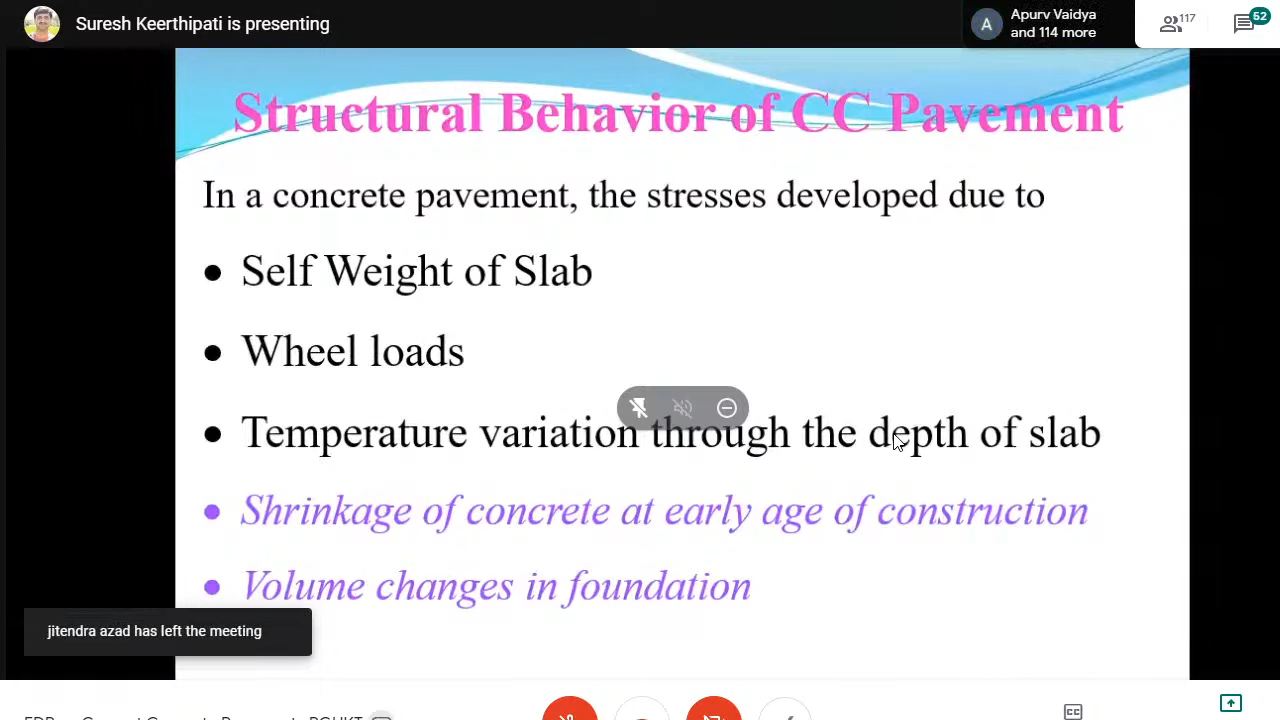 Suresh Keerthipati is presenting
A
Apurv Vaidya
and 114 more
117
52
Structural Behavior of CC Pavement
In a concrete pavement, the stresses developed due to
• Self Weight of Slab
• Wheel loads
• Temperature variation through the depth of slab
• Shrinkage of concrete at early age of construction
• Volume changes in foundation
jitendra azad has left the meeting
CC